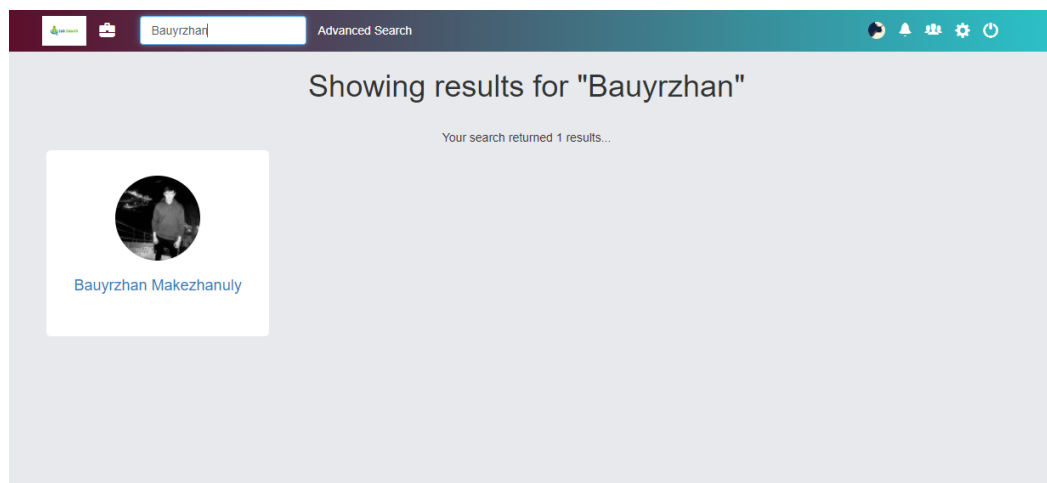 Bauyrzhan
Advanced Search
Showing results for "Bauyrzhan"
Your search returned 1 results...
Bauyrzhan Makezhanuly